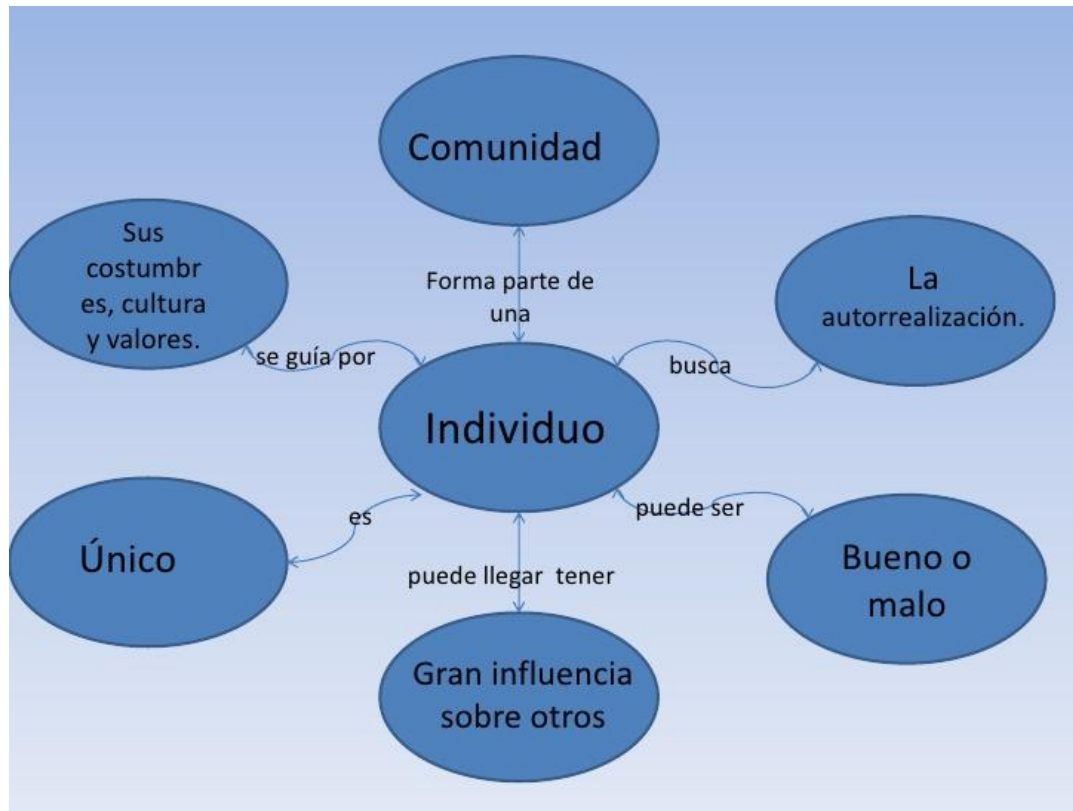 Comunidad
Forma parte de
una
Sus
costumbr
es, cultura
y valores.
se guía por
La
autorrealización.
busca
Individuo
Único
es
puede ser
Bueno o
malo
puede llegar  tener
Gran influencia
sobre otros